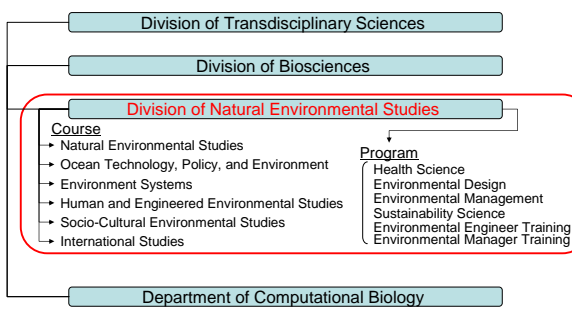 Division of Transdisciplinary Sciences
Division of Biosciences
Division of Natural Environmental Studies
Course
Natural Environmental Studies
Ocean Technology, Policy, and Environment
Environment Systems
Human and Engineered Environmental Studies
Socio-Cultural Environmental Studies
International Studies
Program
Health Science
Environmental Design
Environmental Management
Sustainability Science
Environmental Engineer Training
Environmental Manager Training
Department of Computational Biology